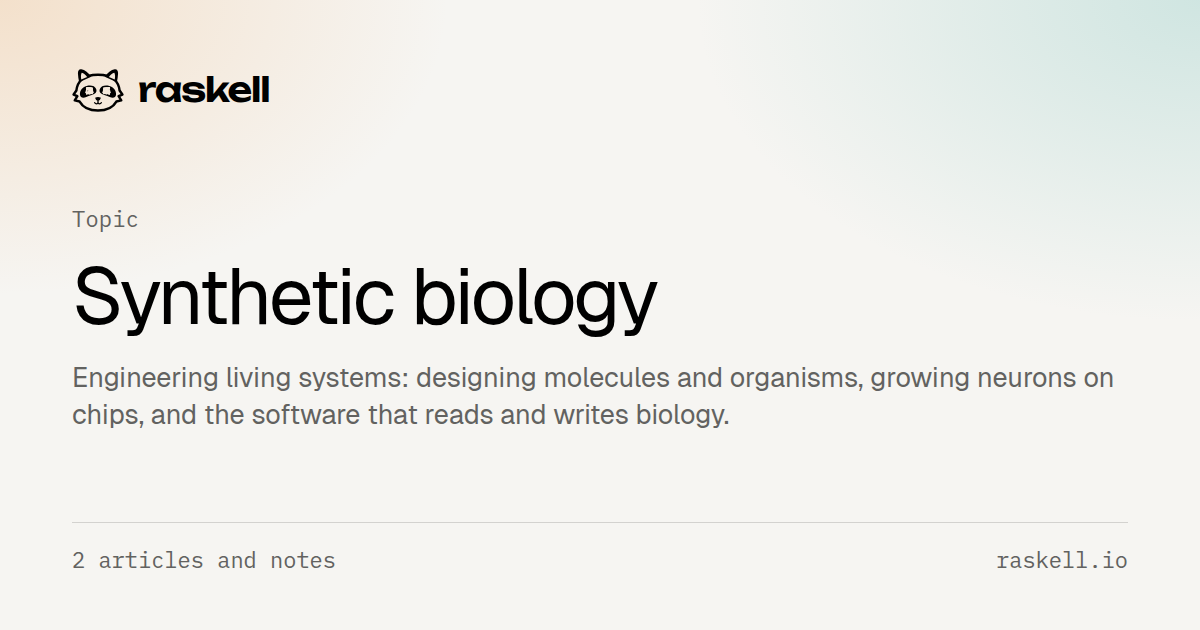 raskell
Topic
Synthetic biology
Engineering living systems: designing molecules and organisms, growing neurons on
chips, and the software that reads and writes biology.
2 articles and notes
raskell.io